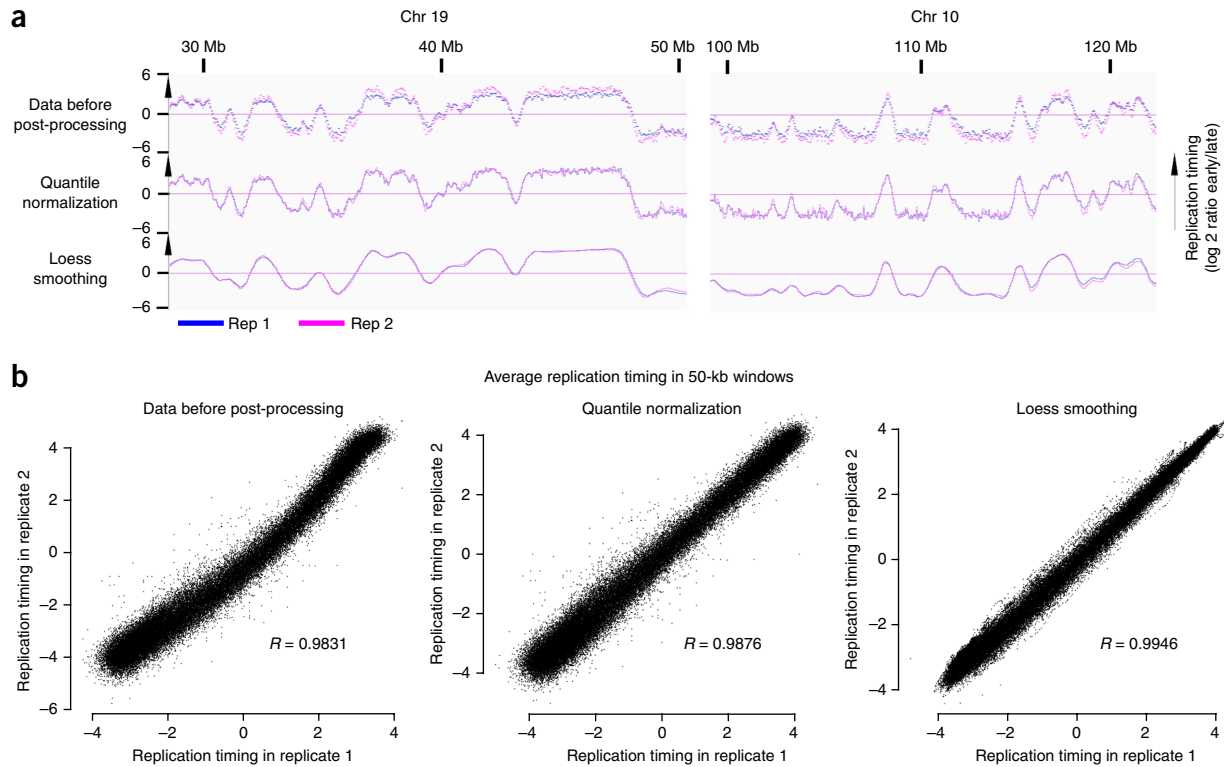 a
Chr 19
Chr 10
30 Mb
40 Mb
50 Mb
100 Mb
110 Mb
120 Mb
Data before
post-processing
6
0
–6
Quantile
normalization
6
0
–6
Loess
smoothing
6
0
–6
Replication timing
(log 2 ratio early/late)
Rep 1
Rep 2
b
Average replication timing in 50-kb windows
Data before post-processing
Replication timing in replicate 2
4
2
0
–2
–4
–6
R = 0.9831
–4 –2 0 2 4
Replication timing in replicate 1
Quantile normalization
Replication timing in replicate 2
4
2
0
–2
–4
R = 0.9876
–4 –2 0 2 4
Replication timing in replicate 1
Loess smoothing
Replication timing in replicate 2
4
2
0
–2
–4
R = 0.9946
–4 –2 0 2 4
Replication timing in replicate 1